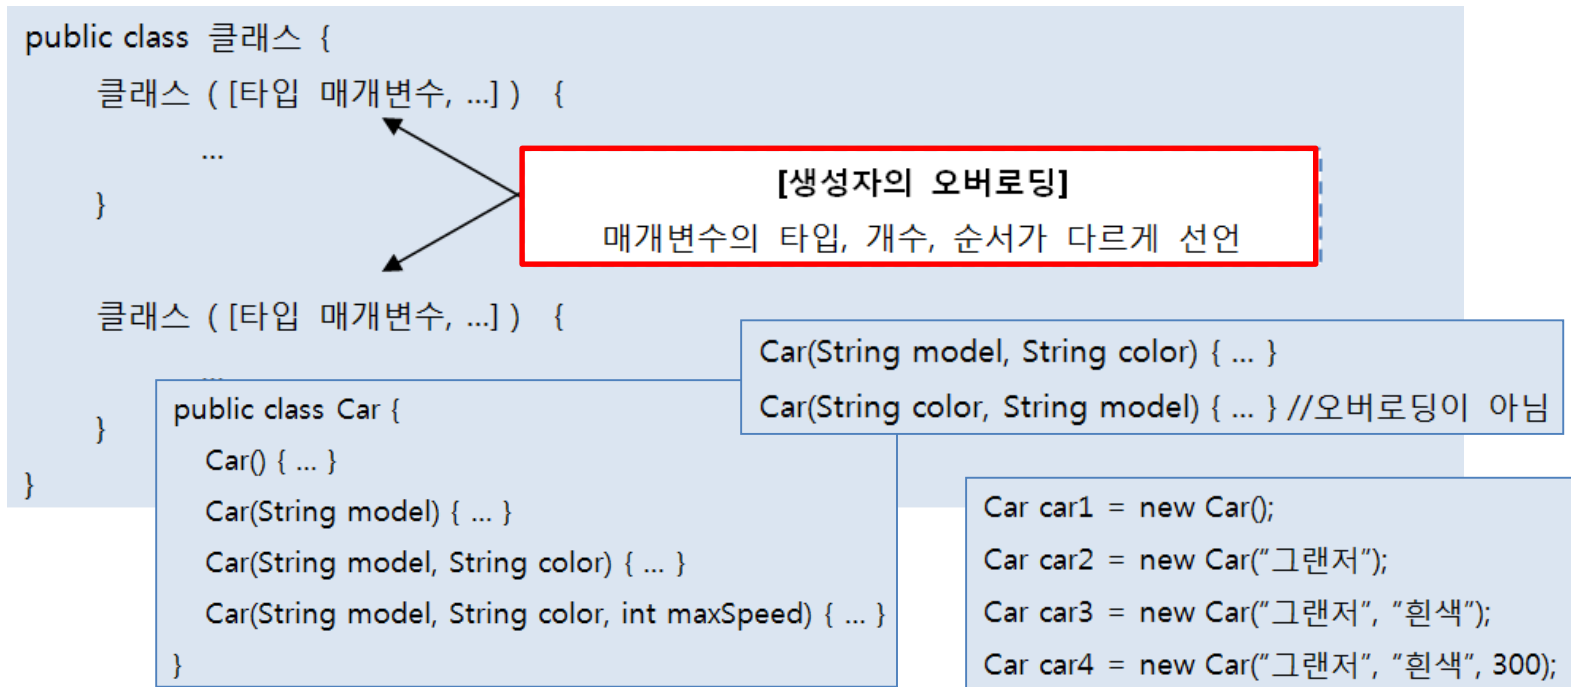 public class 클래스 {
클래스 ( [타입 매개변수, ...] ) {
...
}
[생성자의 오버로딩]
매개변수의 타입, 개수, 순서가 다르게 선언
클래스 ( [타입 매개변수, ...] ) {
...
}
}
Car(String model, String color) { ... }
Car(String color, String model) { ... } //오버로딩이 아님
public class Car {
Car() { ... }
Car(String model) { ... }
Car(String model, String color) { ... }
Car(String model, String color, int maxSpeed) { ... }
}
Car car1 = new Car();
Car car2 = new Car("그랜저");
Car car3 = new Car("그랜저", "흰색");
Car car4 = new Car("그랜저", "흰색", 300);